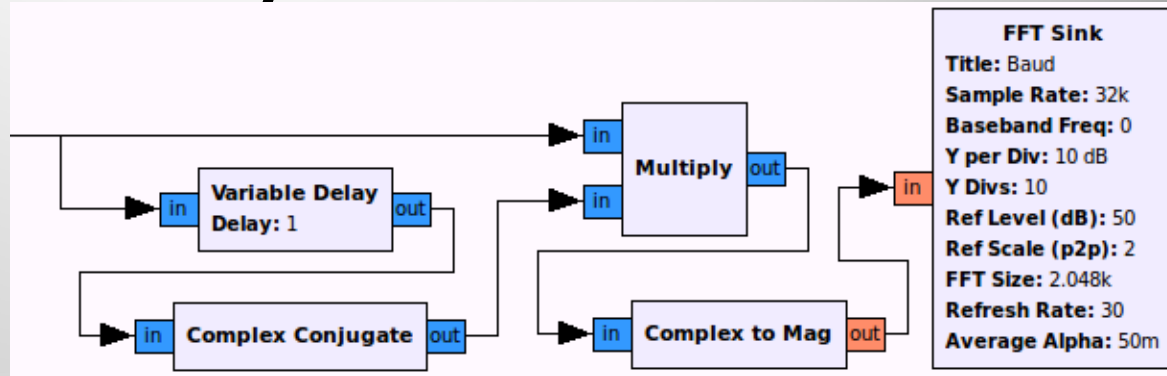 in
Variable Delay
Delay: 1
out
in
Complex Conjugate
out
in
in
Multiply
out
in
Complex to Mag
out
in
FFT Sink
Title: Baud
Sample Rate: 32k
Baseband Freq: 0
Y per Div: 10 dB
Y Divs: 10
Ref Level (dB): 50
Ref Scale (p2p): 2
FFT Size: 2.048k
Refresh Rate: 30
Average Alpha: 50m